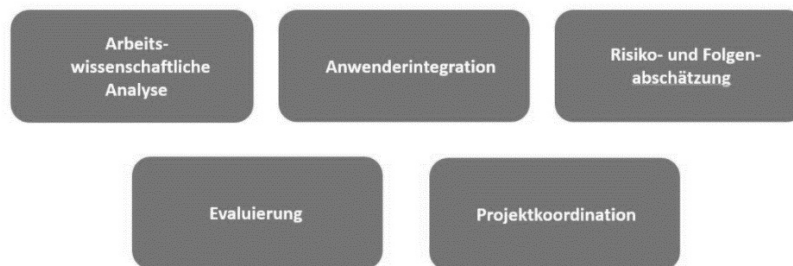 Arbeits-
wissenschaftliche
Analyse
Anwenderintegration
Risiko- und Folgen-
abschätzung
Evaluierung
Projektkoordination